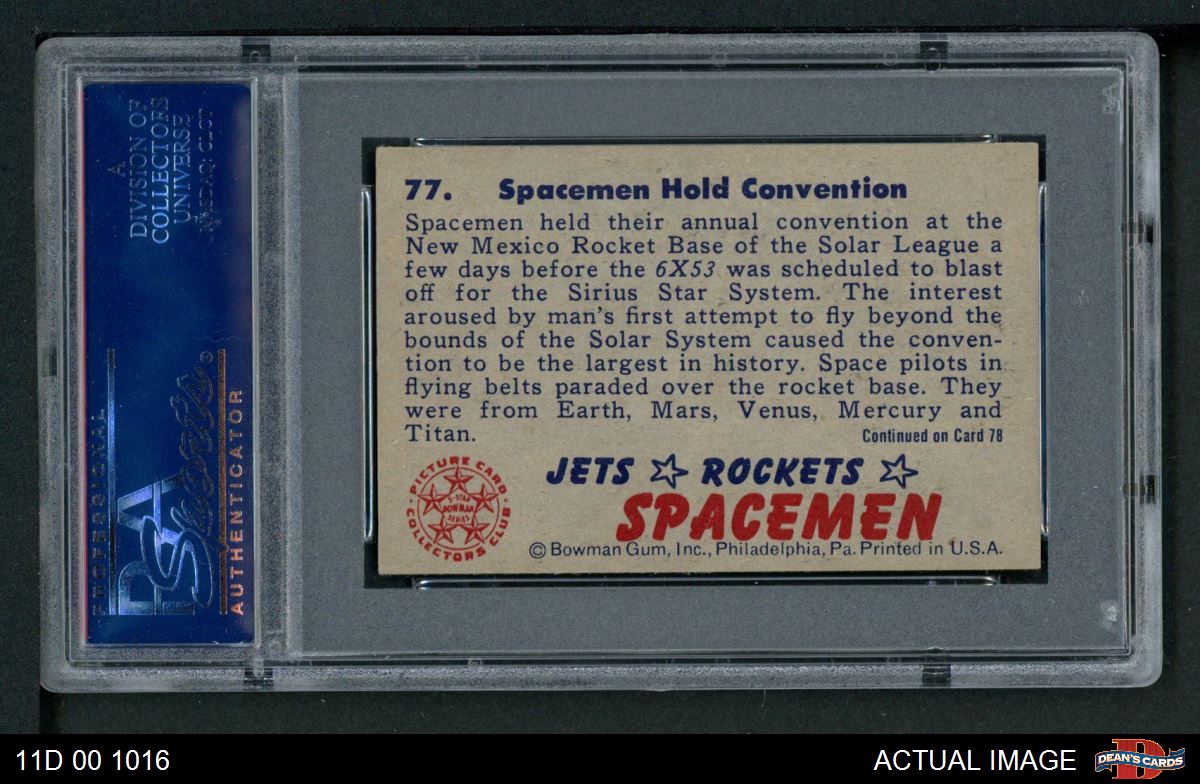 A
DIVISION OF
COLLECTORS
UNIVERSE
NASDAQ: CLCT
PROFESSIONAL
PSA
Sports®
AUTHENTICATOR
77. Spacemen Hold Convention
Spacemen held their annual convention at the
New Mexico Rocket Base of the Solar League a
few days before the 6X53 was scheduled to blast
off for the Sirius Star System. The interest
aroused by man's first attempt to fly beyond the
bounds of the Solar System caused the conven-
tion to be the largest in history. Space pilots in
flying belts paraded over the rocket base. They
were from Earth, Mars, Venus, Mercury and
Titan.
Continued on Card 78
PICTURE CARD
5-STAR
BOWMAN
SERIES
COLLECTORS CLUB
JETS ☆ ROCKETS ☆
SPACEMEN
© Bowman Gum, Inc., Philadelphia, Pa. Printed in U.S.A.
11D 00 1016
ACTUAL IMAGE
D
DEAN'S CARDS